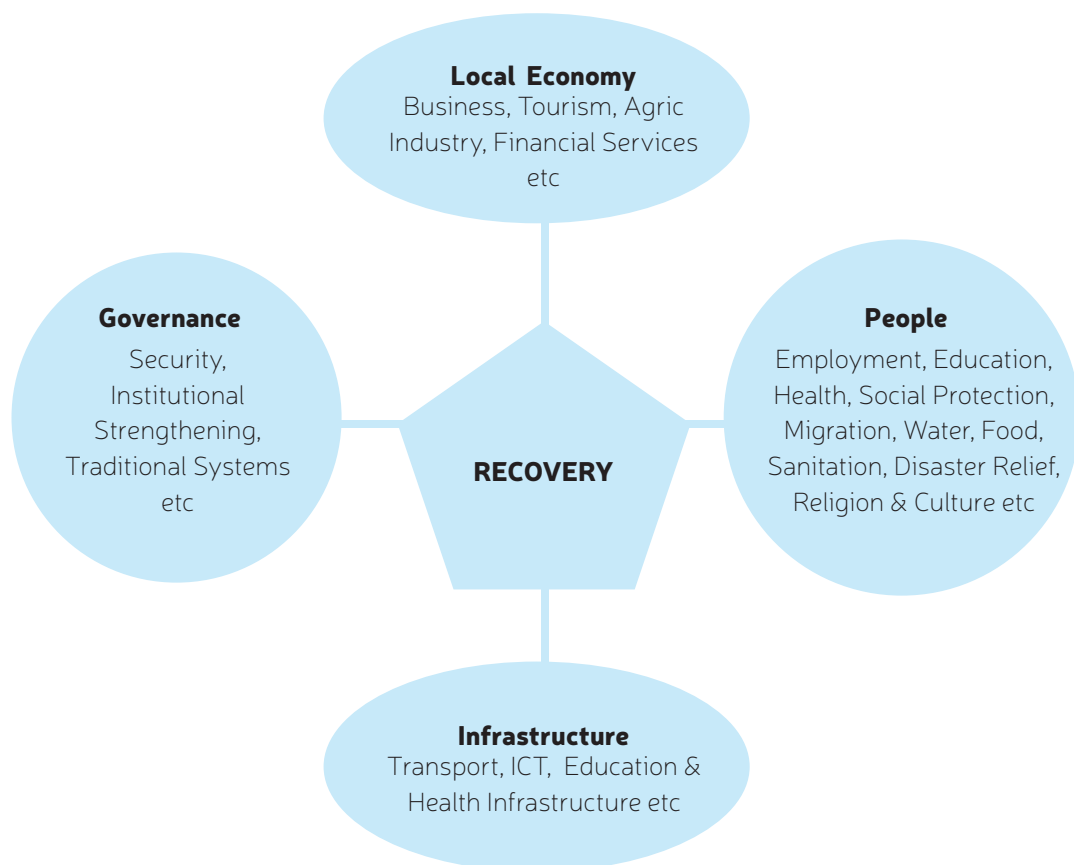 Local Economy
Business, Tourism, Agric
Industry, Financial Services
etc
Governance
Security,
Institutional
Strengthening,
Traditional Systems
etc
People
Employment, Education,
Health, Social Protection,
Migration, Water, Food,
Sanitation, Disaster Relief,
Religion & Culture etc
RECOVERY
Infrastructure
Transport, ICT, Education &
Health Infrastructure etc